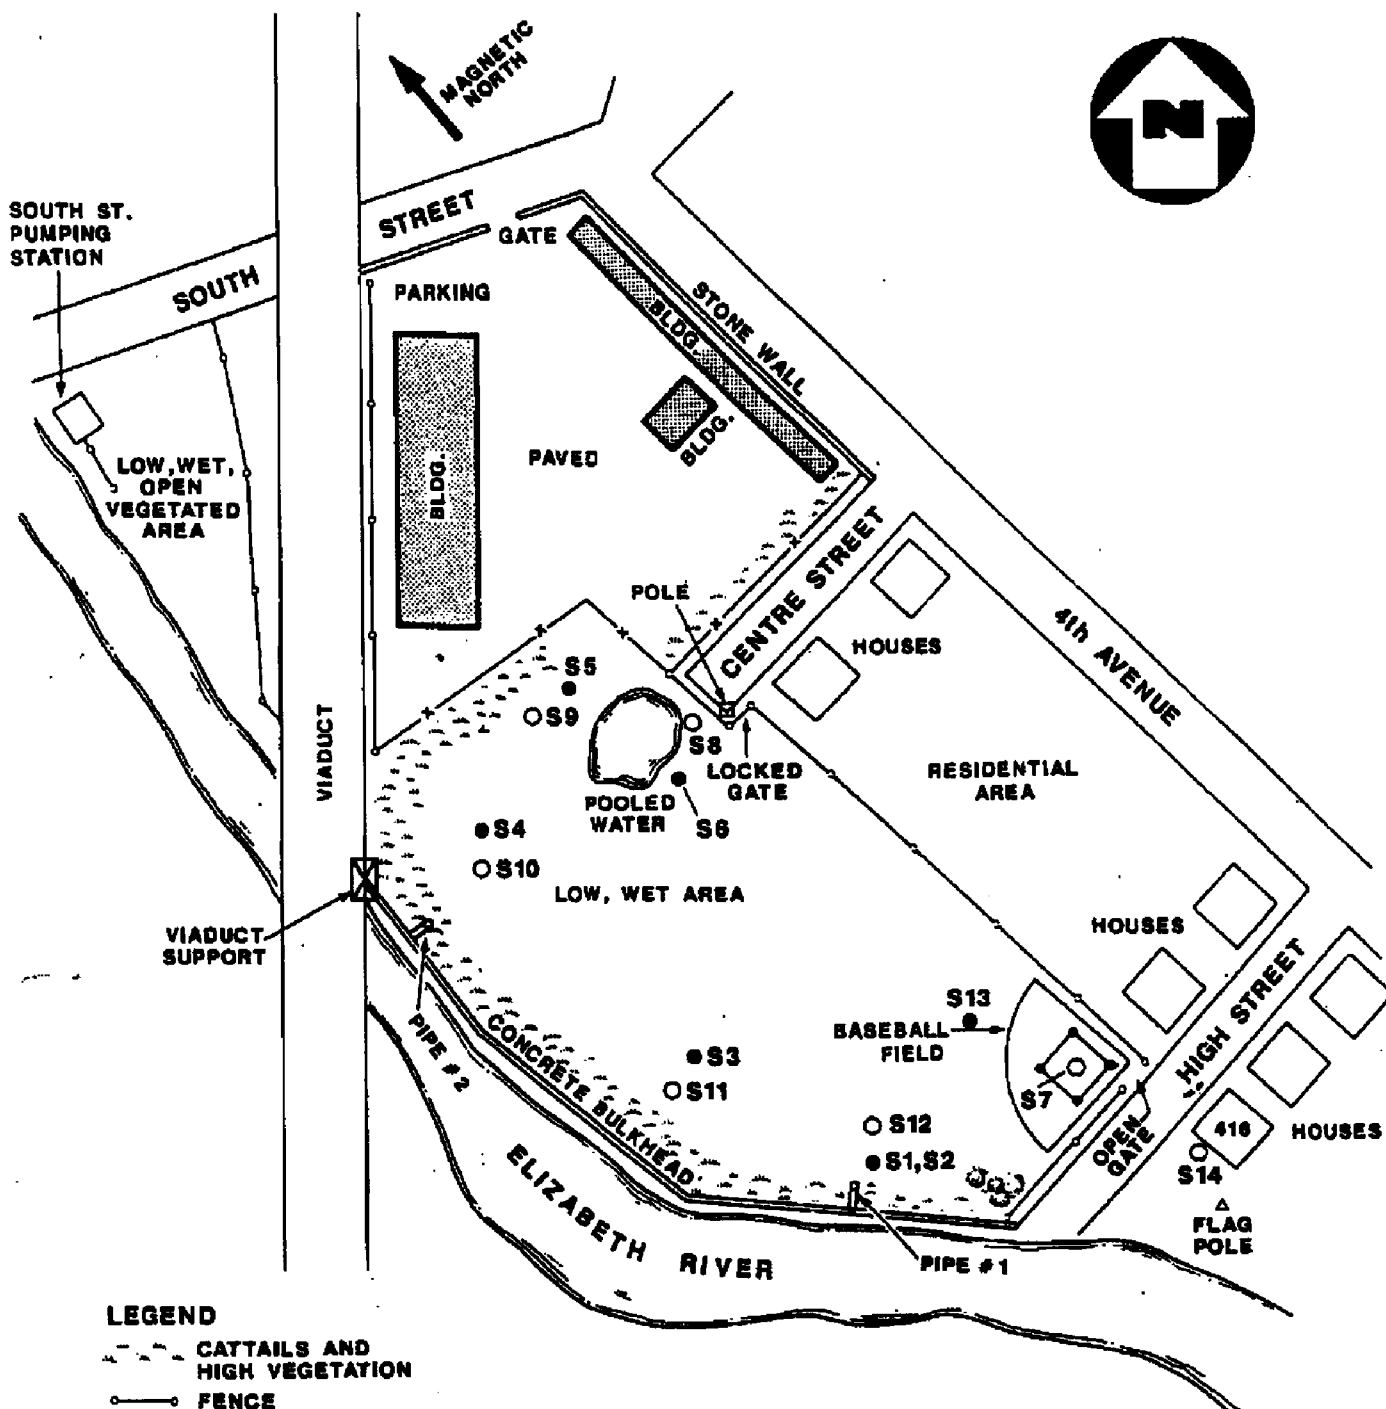 MAGNETIC
NORTH
N
SOUTH ST.
PUMPING
STATION
SOUTH STREET
GATE
PARKING
STONE WALL
BLDG.
BLDG.
BLDG.
PAVED
LOW, WET,
OPEN
VEGETATED
AREA
CENTRE STREET
POLE
HOUSES
4th AVENUE
S5
S9
S8
VIADUCT
LOCKED
GATE
RESIDENTIAL
AREA
POOLED
WATER
S6
S4
S10
LOW, WET AREA
VIADUCT
SUPPORT
HOUSES
HIGH STREET
S13
BASEBALL
FIELD
PIPE #2
CONCRETE BULKHEAD
S3
S11
S7
S12
S1,S2
OPEN
GATE
416
HOUSES
S14
FLAG
POLE
ELIZABETH RIVER
PIPE #1
LEGEND
CATTAILS AND
HIGH VEGETATION
FENCE